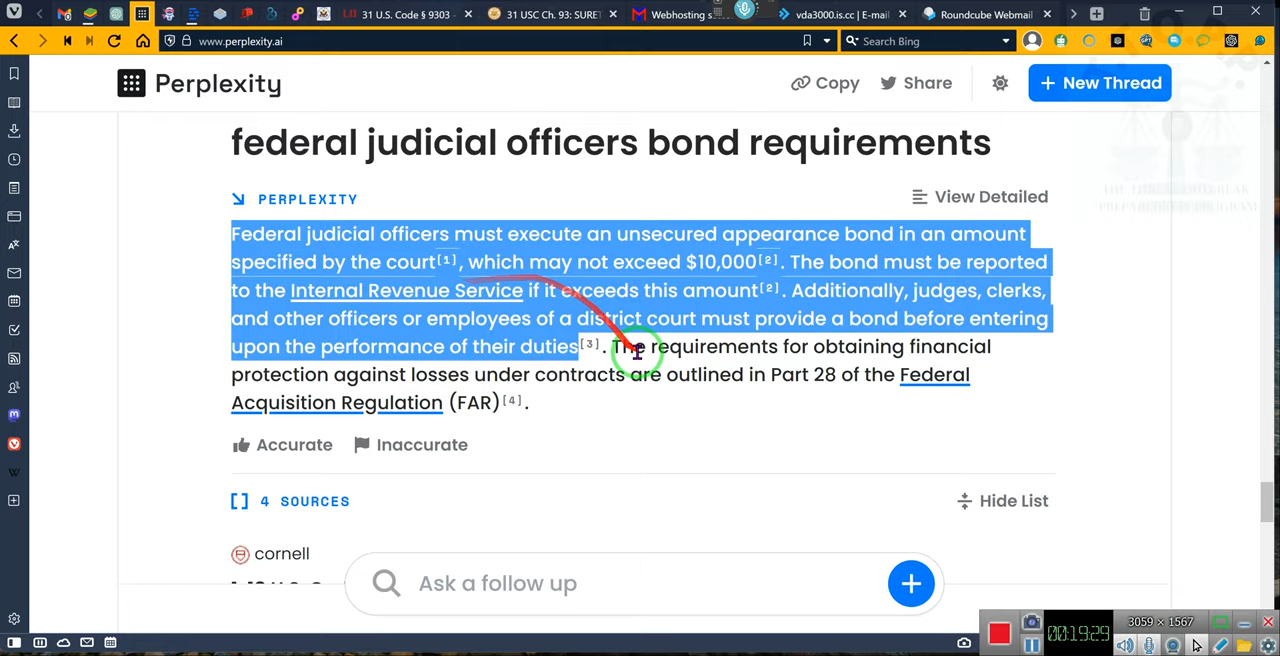 31 U.S. Code § 9303
31 USC Ch. 93: SURET
Webhosting s
vda3000.is.cc | E-mail
Roundcube Webmail
www.perplexity.ai
Search Bing
Perplexity
Copy
Share
New Thread
federal judicial officers bond requirements
PERPLEXITY
View Detailed
Federal judicial officers must execute an unsecured appearance bond in an amount
specified by the court[1], which may not exceed $10,000[2]. The bond must be reported
to the Internal Revenue Service if it exceeds this amount[2]. Additionally, judges, clerks,
and other officers or employees of a district court must provide a bond before entering
upon the performance of their duties[3]. The requirements for obtaining financial
protection against losses under contracts are outlined in Part 28 of the Federal
Acquisition Regulation (FAR)[4].
Accurate
Inaccurate
4 SOURCES
Hide List
cornell
Ask a follow up
3059 × 1567
00:19:29